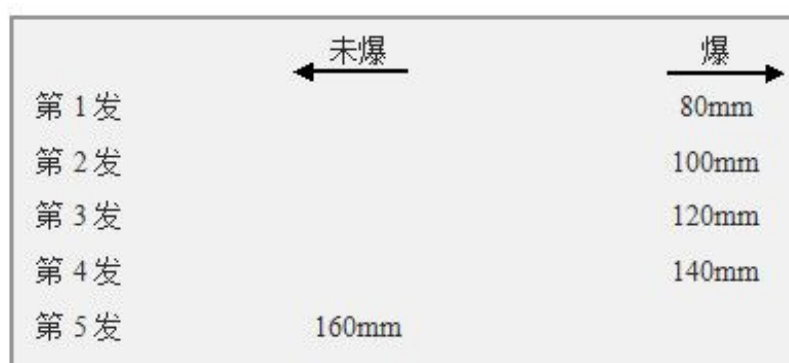 未爆 爆
第 1 发 80mm
第 2 发 100mm
第 3 发 120mm
第 4 发 140mm
第 5 发 160mm